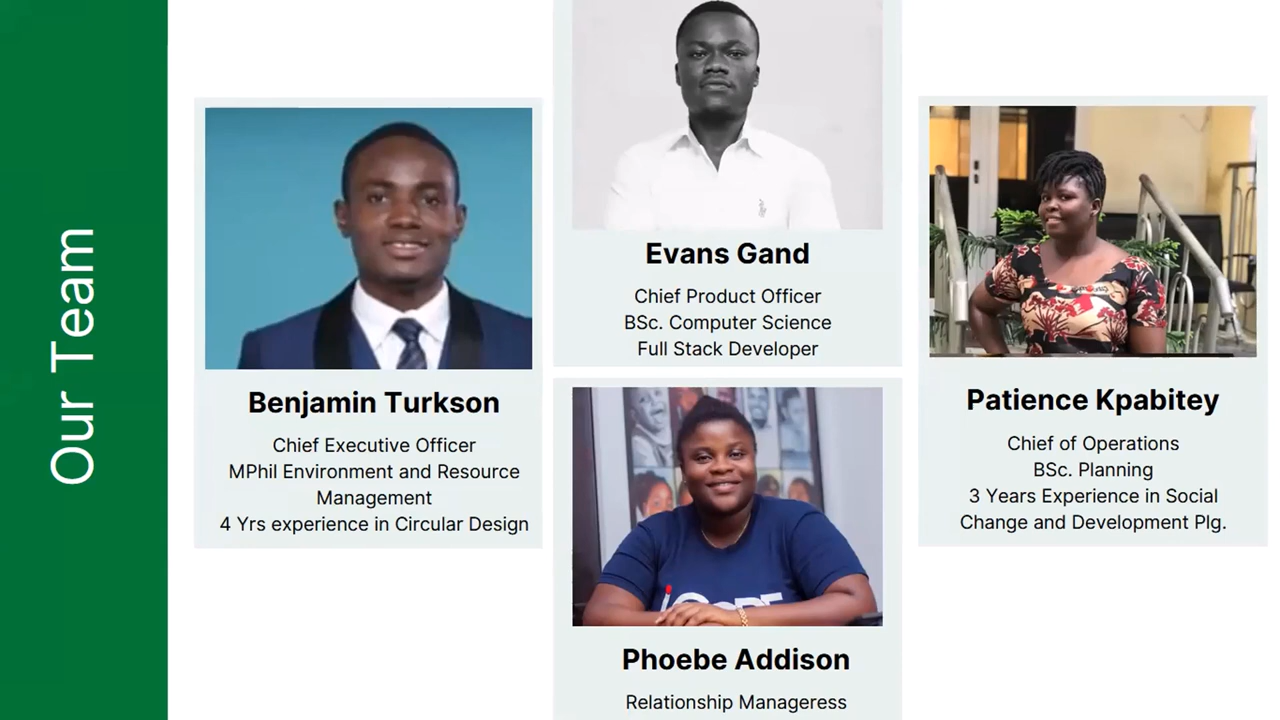 Our Team
Benjamin Turkson
Chief Executive Officer
MPhil Environment and Resource
Management
4 Yrs experience in Circular Design
Evans Gand
Chief Product Officer
BSc. Computer Science
Full Stack Developer
Phoebe Addison
Relationship Manageress
Patience Kpabitey
Chief of Operations
BSc. Planning
3 Years Experience in Social
Change and Development Plg.